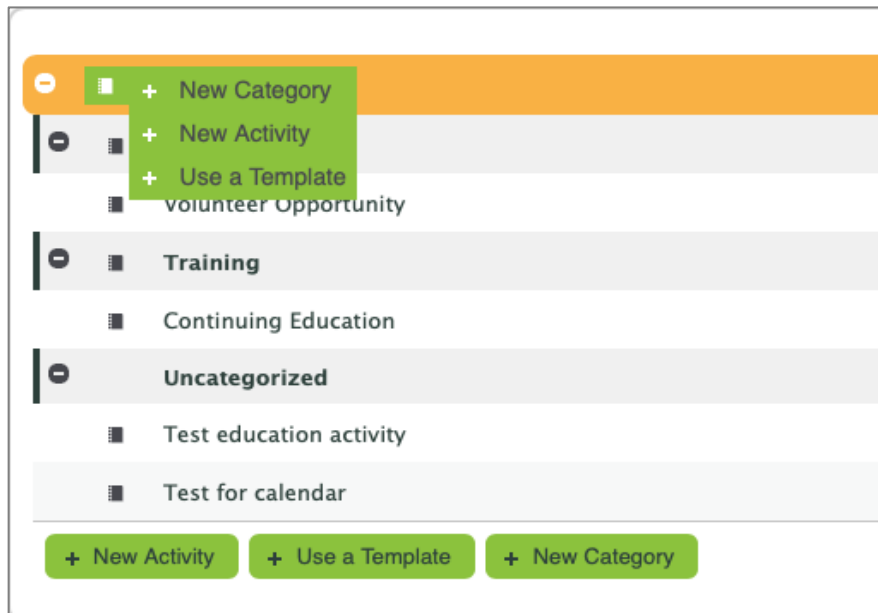 + New Category
+ New Activity
+ Use a Template
Volunteer Opportunity
Training
Continuing Education
Uncategorized
Test education activity
Test for calendar
+ New Activity + Use a Template + New Category